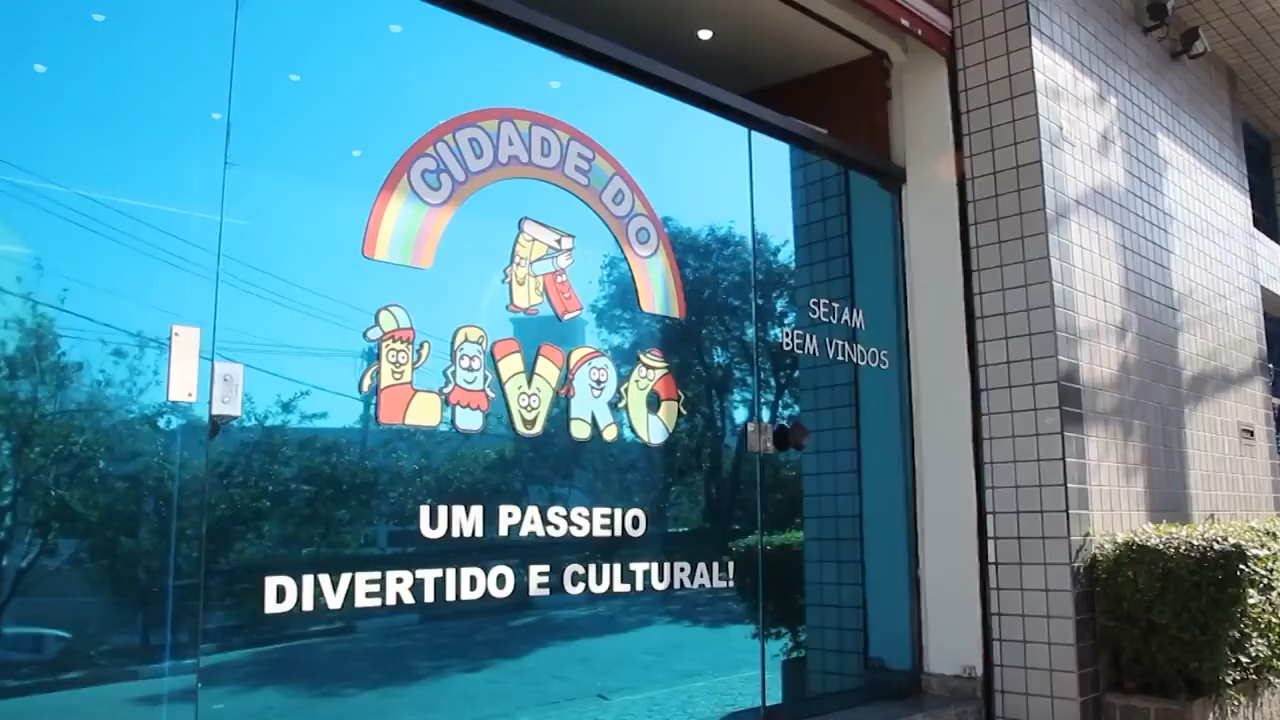 CIDADE DO
LIVRO
UM PASSEIO
DIVERTIDO E CULTURAL!
SEJAM
BEM VINDOS